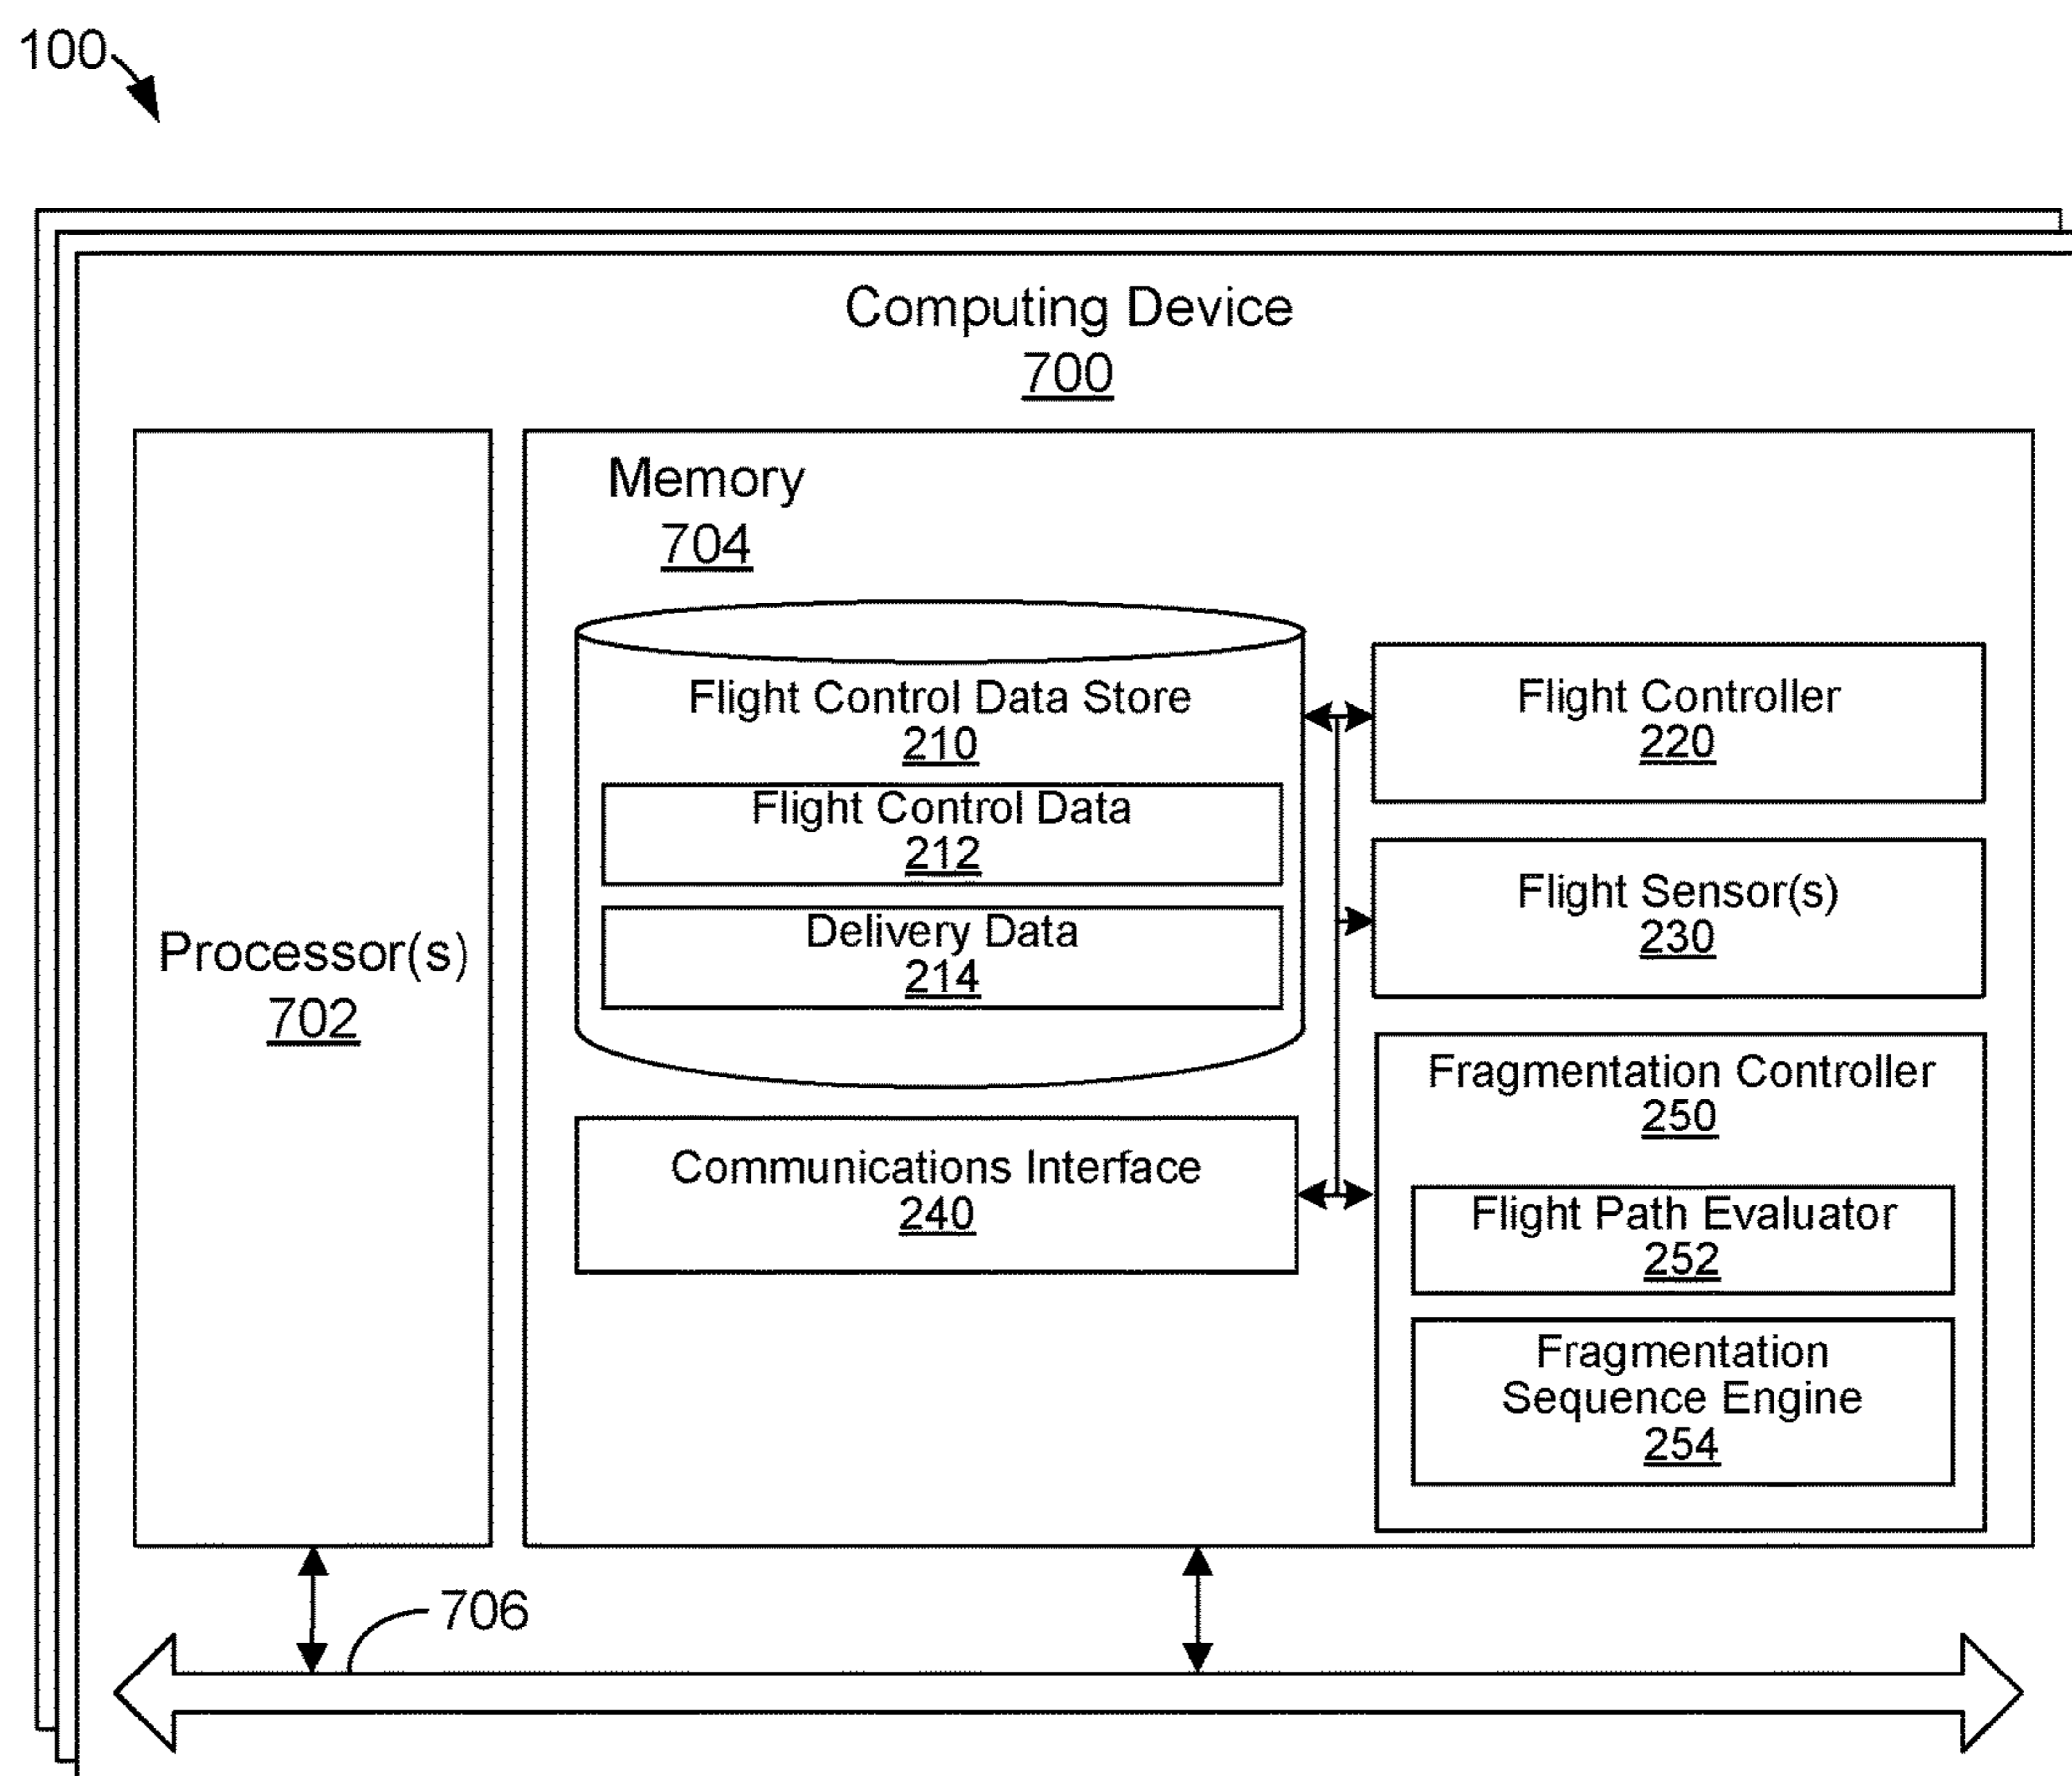 100
Computing Device
700
Memory
704
Processor(s)
702
Flight Control Data Store
210
Flight Control Data
212
Delivery Data
214
Communications Interface
240
Flight Controller
220
Flight Sensor(s)
230
Fragmentation Controller
250
Flight Path Evaluator
252
Fragmentation
Sequence Engine
254
706